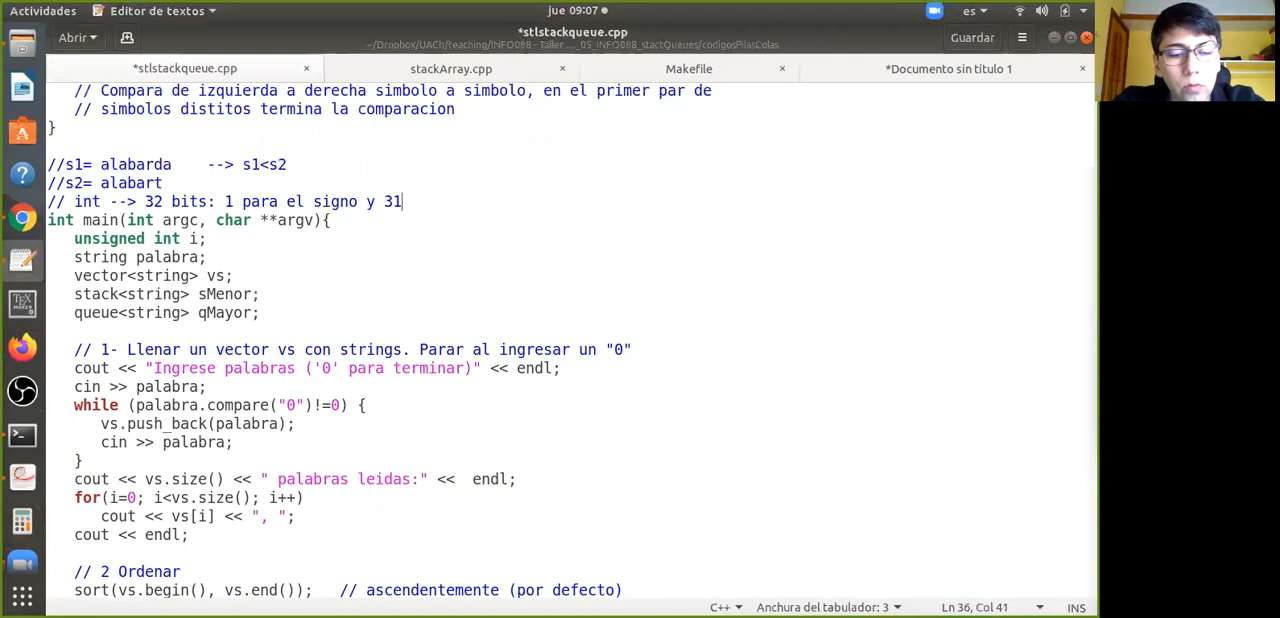 Actividades
Editor de textos
jue 09:07
es
Abrir
*stlstackqueue.cpp
~/Dropbox/UACh/teaching/INFO088 - Taller ..._05_INFO088_stactQueues/codigosPilasColas
Guardar
*stlstackqueue.cpp
stackArray.cpp
Makefile
*Documento sin título 1
// Compara de izquierda a derecha simbolo a simbolo, en el primer par de
// simbolos distitos termina la comparacion
}
//s1= alabarda    --> s1<s2
//s2= alabart
// int --> 32 bits: 1 para el signo y 31
int main(int argc, char **argv){
unsigned int i;
string palabra;
vector<string> vs;
stack<string> sMenor;
queue<string> qMayor;
// 1- Llenar un vector vs con strings. Parar al ingresar un "0"
cout << "Ingrese palabras ('0' para terminar)" << endl;
cin >> palabra;
while (palabra.compare("0")!=0) {
vs.push_back(palabra);
cin >> palabra;
}
cout << vs.size() << " palabras leidas:" <<  endl;
for(i=0; i<vs.size(); i++)
cout << vs[i] << ", ";
cout << endl;
// 2 Ordenar
sort(vs.begin(), vs.end());   // ascendentemente (por defecto)
C++
Anchura del tabulador: 3
Ln 36, Col 41
INS